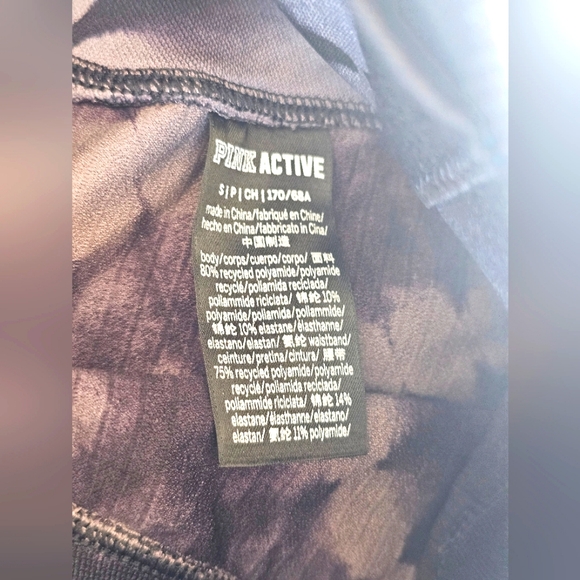 PINK ACTIVE
S|P|CH|170/68A
made in China/fabriqué en Chine/
hecho en China/fabbricato in Cina/
中国制造
body/corps/cuerpo/corpo/ 面料
80% recycled polyamide/polyamide
recyclé/poliamida reciclada/
poliammide riciclata/ 锦纶 10%
polyamide/poliamida/poliammide/
锦纶 10% elastane/élasthanne/
elastano/elastan/ 氨纶 waistband/
ceinture/pretina/cintura/ 腰带
75% recycled polyamide/polyamide
recyclé/poliamida reciclada/
poliammide riciclata/ 锦纶 14%
elastane/élasthanne/elastano/
elastan/ 氨纶 11% polyamide/